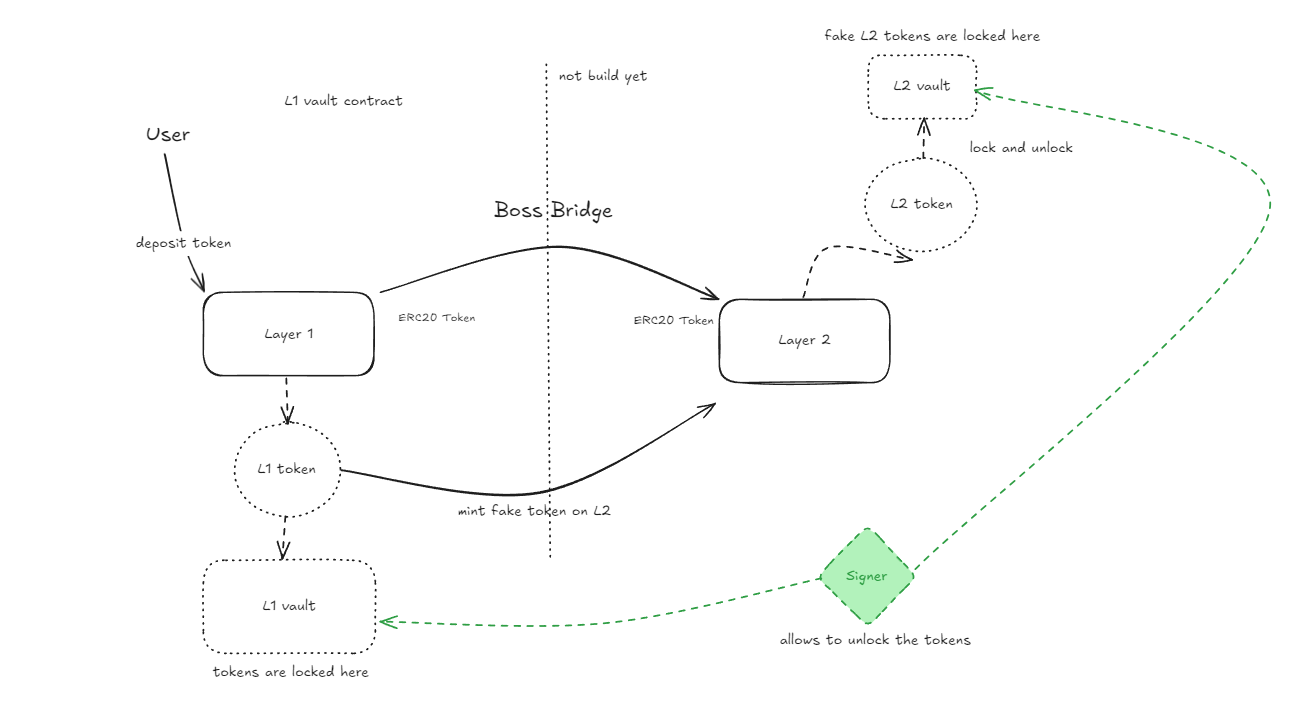 fake L2 tokens are locked here
not build yet
L2 vault
L1 vault contract
User
lock and unlock
L2 token
Boss Bridge
deposit token
ERC20 Token
ERC20 Token
Layer 1
Layer 2
L1 token
mint fake token on L2
Signer
L1 vault
allows to unlock the tokens
tokens are locked here